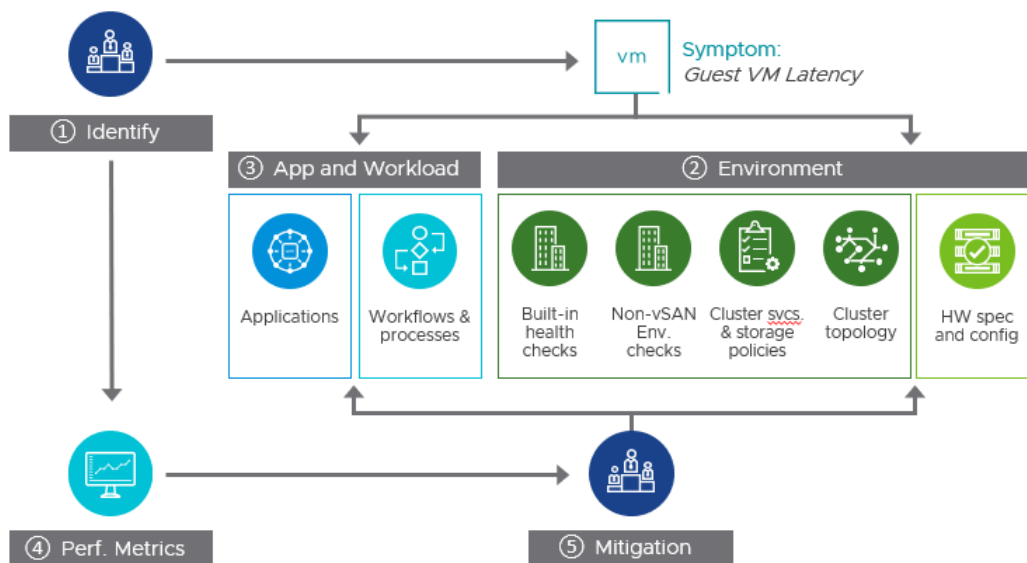 vm
Symptom:
Guest VM Latency
① Identify
③ App and Workload
② Environment
Applications
Workflows &
processes
Built-in
health
checks
Non-vSAN
Env.
checks
Cluster svcs.
& storage
policies
Cluster
topology
HW spec
and config
④ Perf. Metrics
⑤ Mitigation